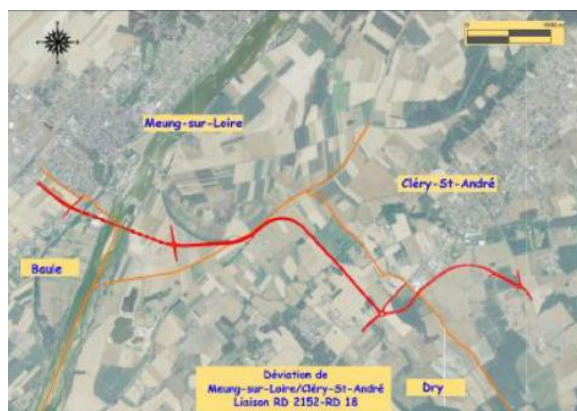 Meung-sur-Loire
Cléry-St-André
Baule
Déviation de
Meung-sur-Loire/Cléry-St-André
Liaison RD 2152-RD 18
Dry